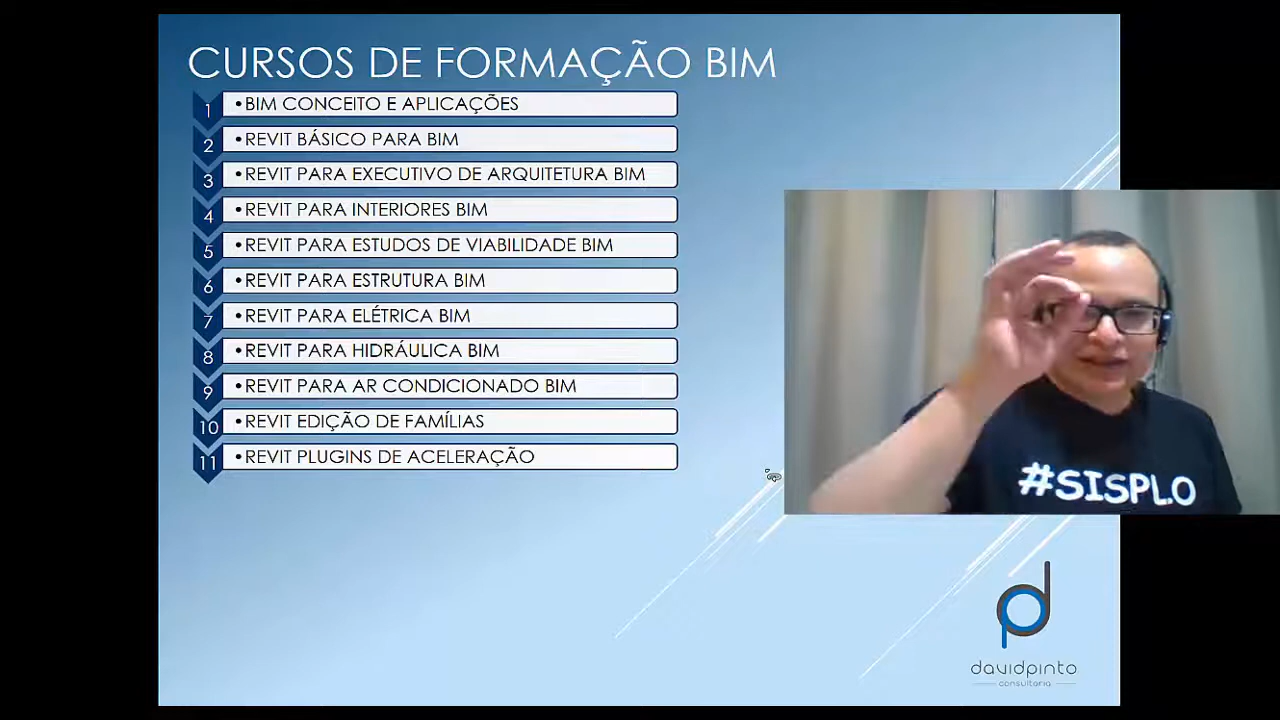 CURSOS DE FORMAÇÃO BIM
1 •BIM CONCEITO E APLICAÇÕES
2 •REVIT BÁSICO PARA BIM
3 •REVIT PARA EXECUTIVO DE ARQUITETURA BIM
4 •REVIT PARA INTERIORES BIM
5 •REVIT PARA ESTUDOS DE VIABILIDADE BIM
6 •REVIT PARA ESTRUTURA BIM
7 •REVIT PARA ELÉTRICA BIM
8 •REVIT PARA HIDRÁULICA BIM
9 •REVIT PARA AR CONDICIONADO BIM
10 •REVIT EDIÇÃO DE FAMÍLIAS
11 •REVIT PLUGINS DE ACELERAÇÃO
#SISPL.O
davidpinto
consultoria